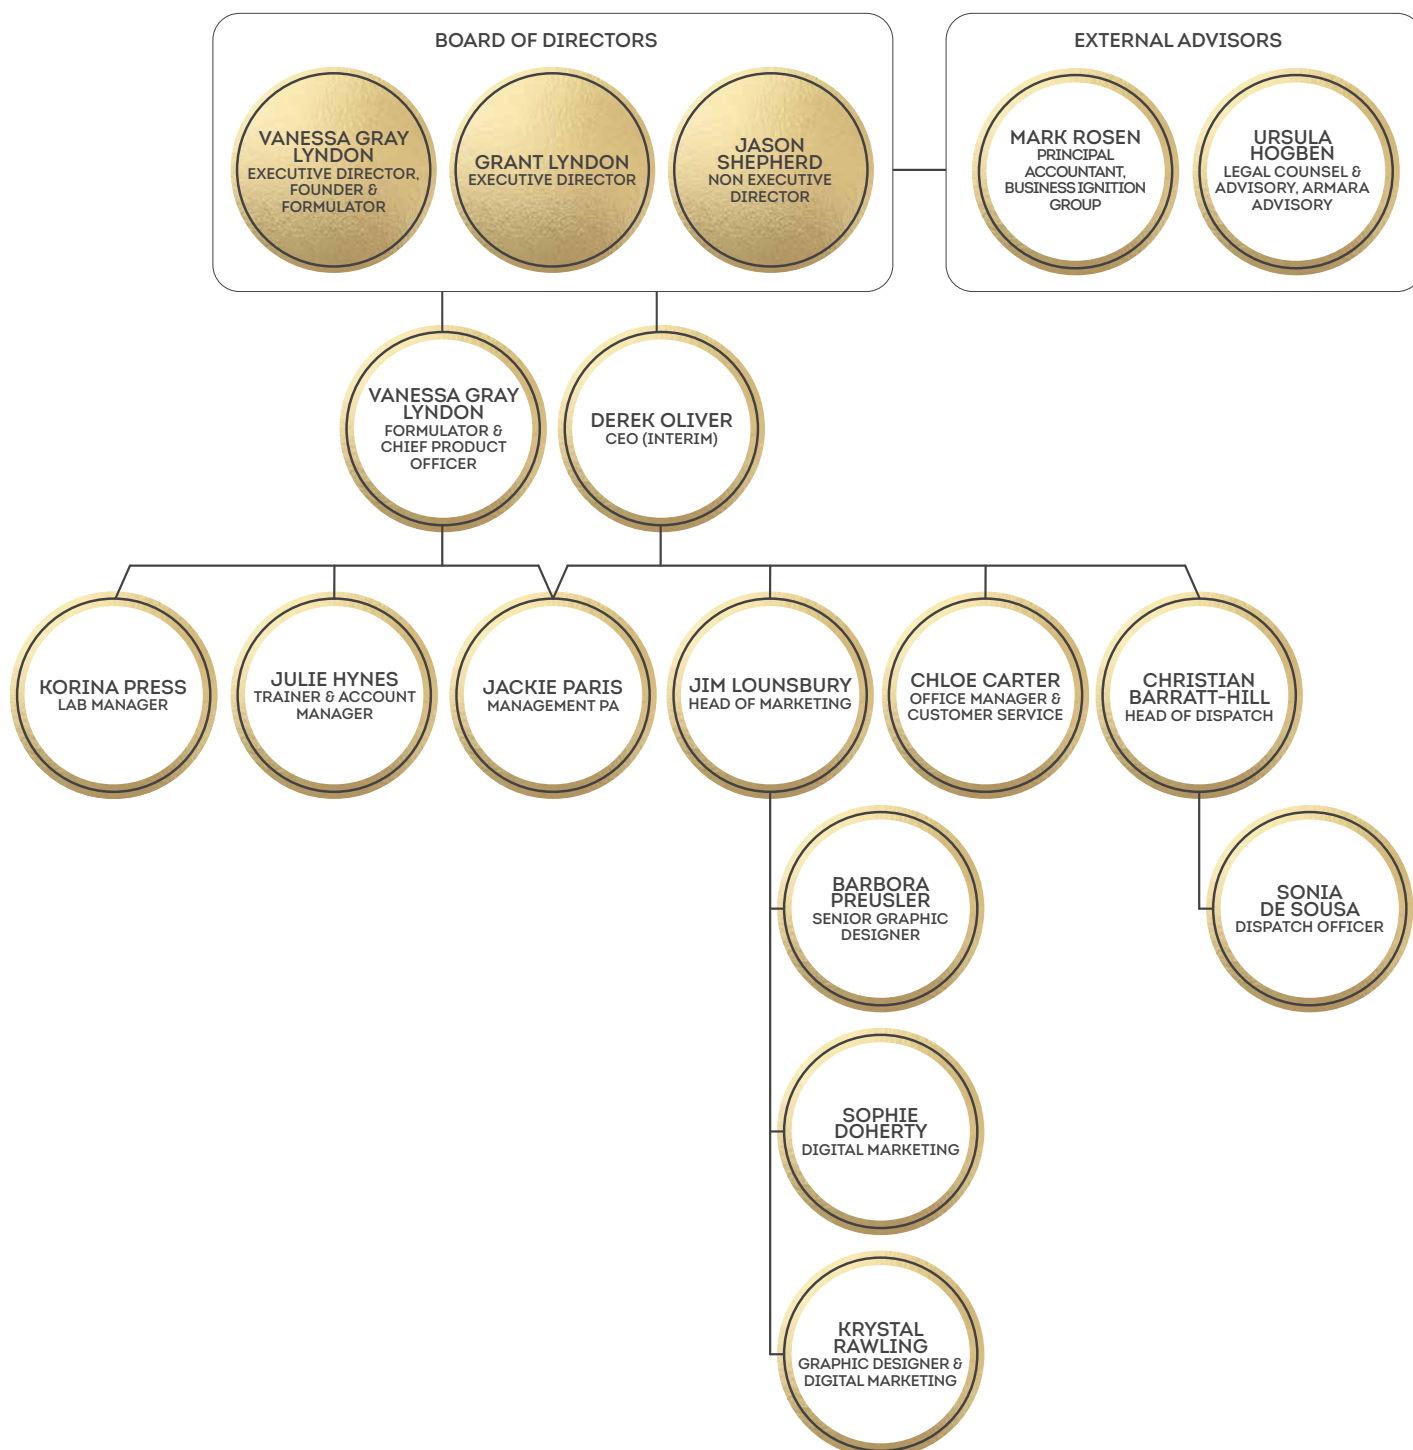 BOARD OF DIRECTORS
VANESSA GRAY
LYNDON
EXECUTIVE DIRECTOR,
FOUNDER &
FORMULATOR
GRANT LYNDON
EXECUTIVE DIRECTOR
JASON
SHEPHERD
NON EXECUTIVE
DIRECTOR
EXTERNAL ADVISORS
MARK ROSEN
PRINCIPAL
ACCOUNTANT,
BUSINESS IGNITION
GROUP
URSULA
HOGBEN
LEGAL COUNSEL &
ADVISORY, ARMARA
ADVISORY
VANESSA GRAY
LYNDON
FORMULATOR &
CHIEF PRODUCT
OFFICER
DEREK OLIVER
CEO (INTERIM)
KORINA PRESS
LAB MANAGER
JULIE HYNES
TRAINER & ACCOUNT
MANAGER
JACKIE PARIS
MANAGEMENT PA
JIM LOUNSBURY
HEAD OF MARKETING
CHLOE CARTER
OFFICE MANAGER &
CUSTOMER SERVICE
CHRISTIAN
BARRATT-HILL
HEAD OF DISPATCH
BARBORA
PREUSLER
SENIOR GRAPHIC
DESIGNER
SONIA
DE SOUSA
DISPATCH OFFICER
SOPHIE
DOHERTY
DIGITAL MARKETING
KRYSTAL
RAWLING
GRAPHIC DESIGNER &
DIGITAL MARKETING